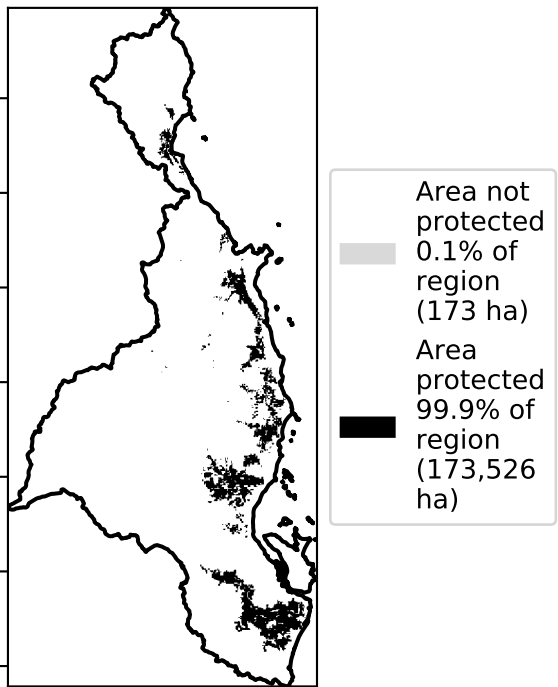 Area not
protected
0.1% of
region
(173 ha)
Area
protected
99.9% of
region
(173,526
ha)